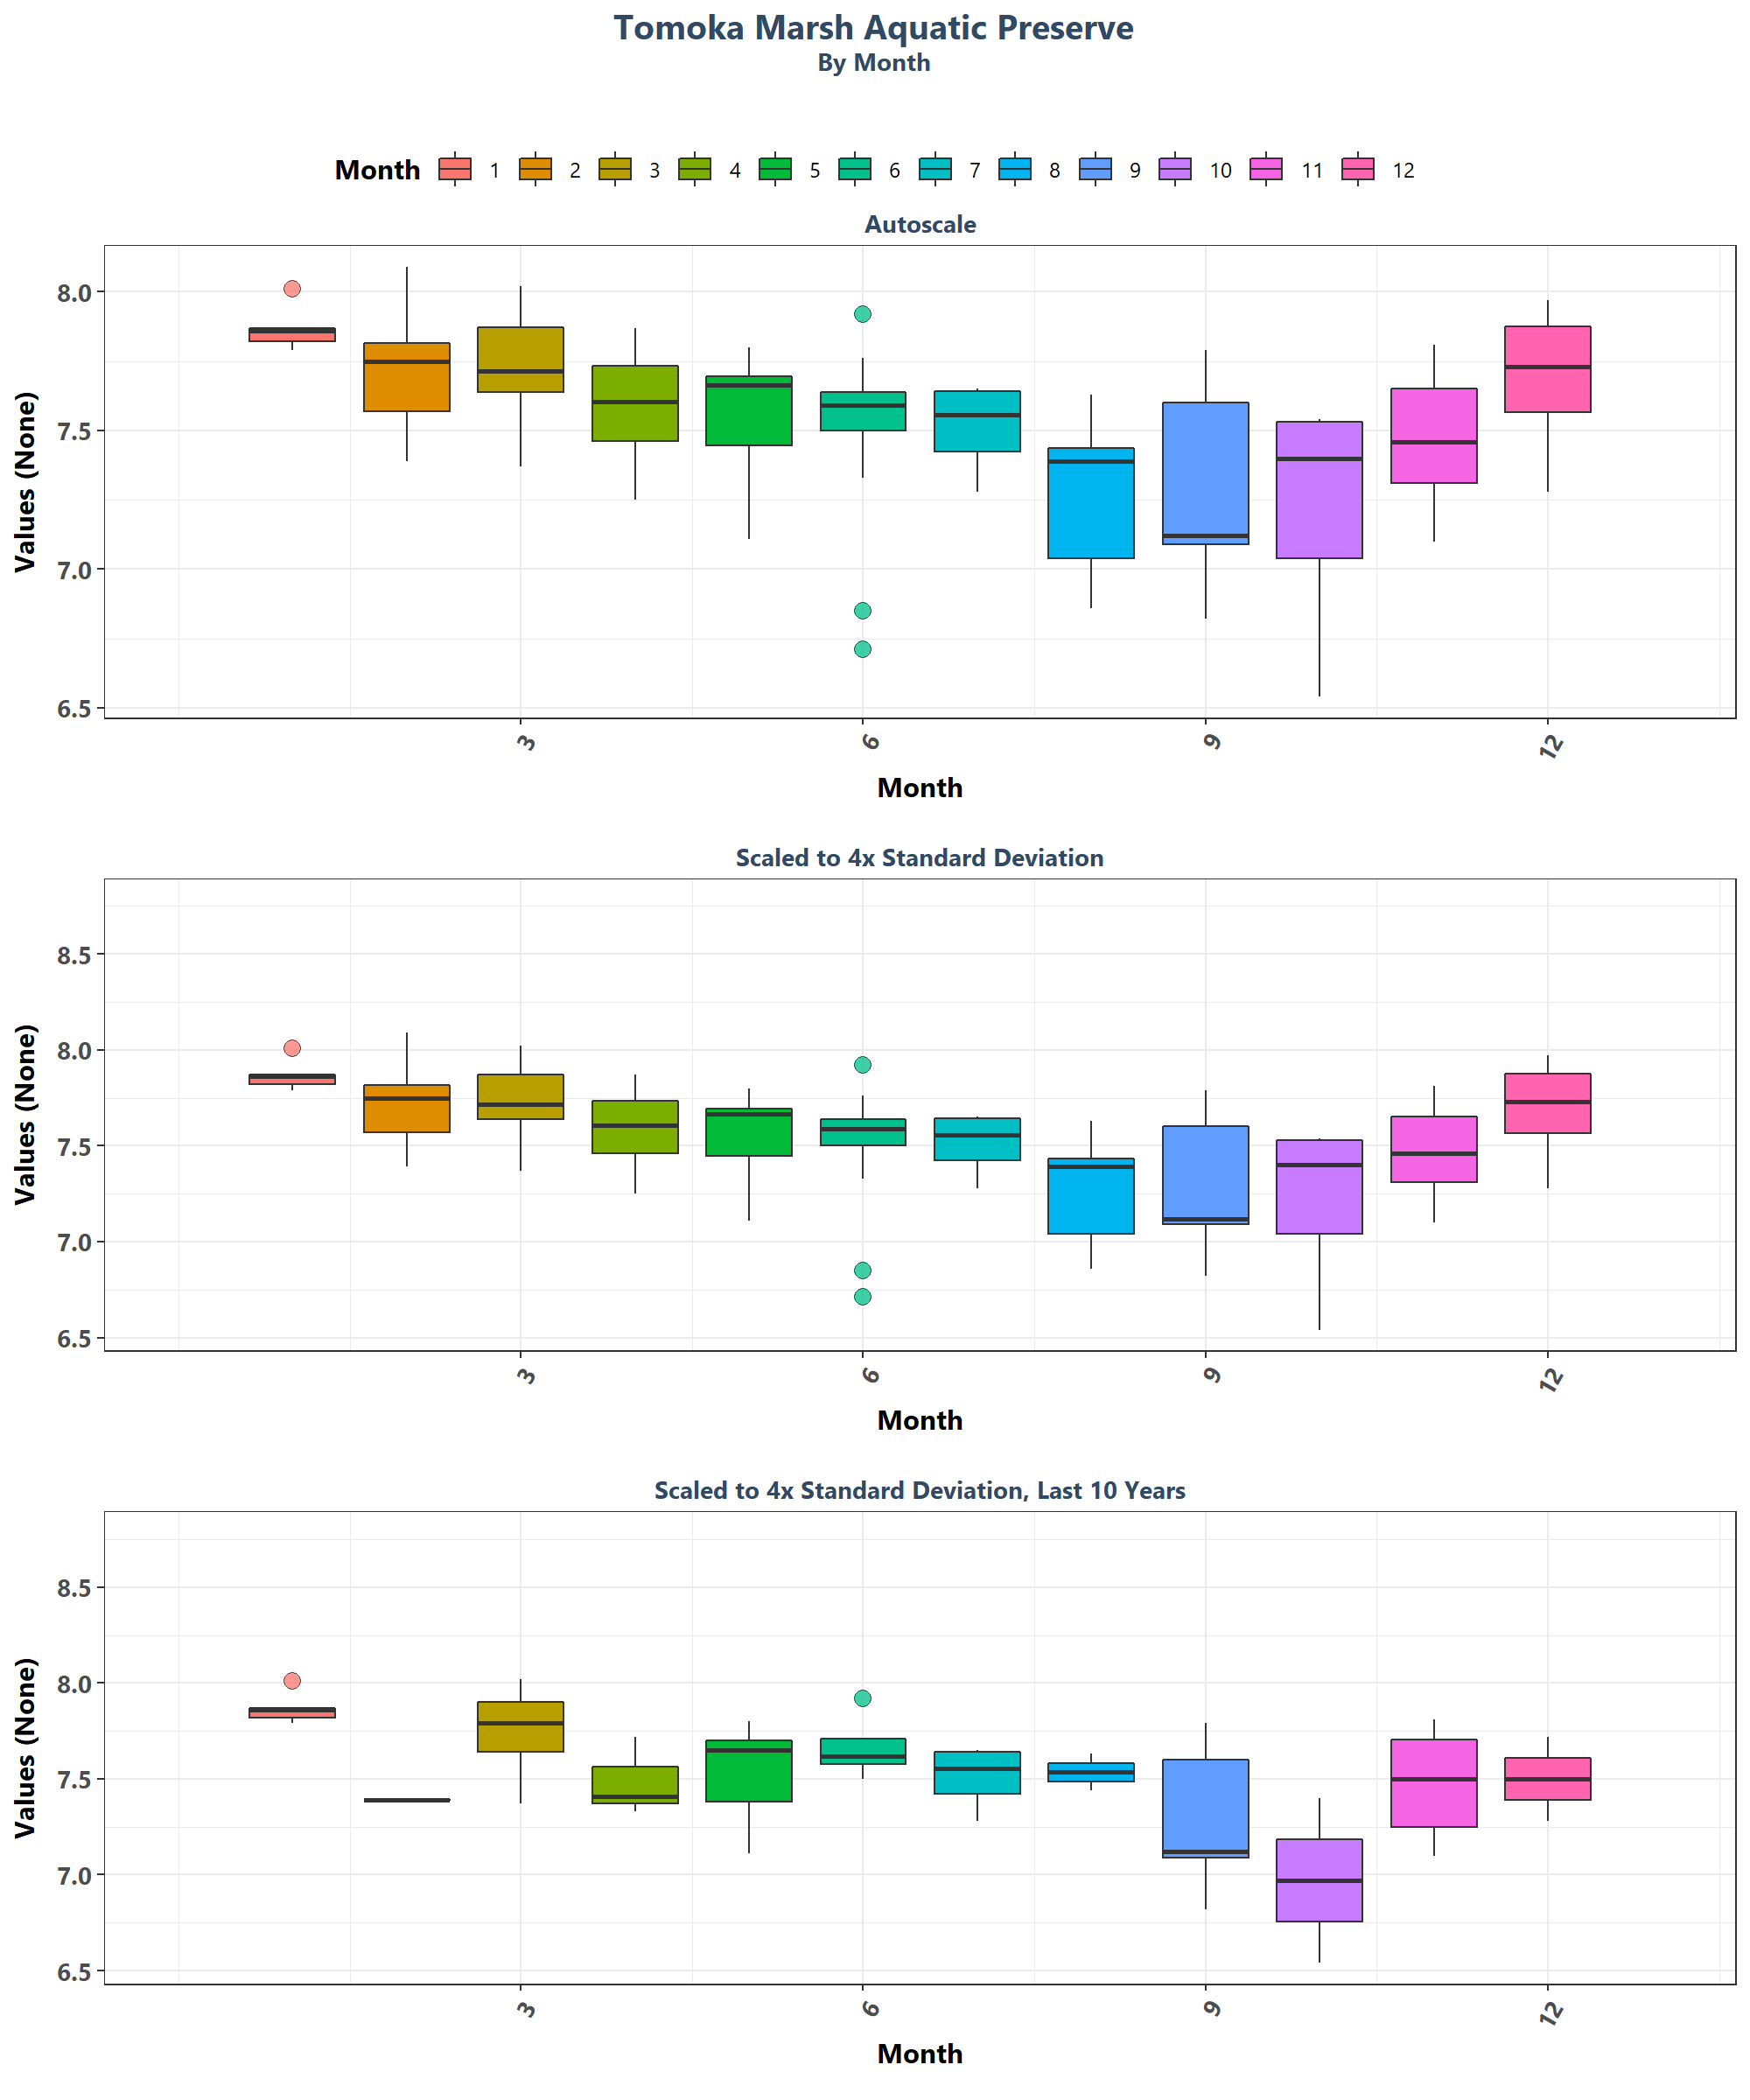 Tomoka Marsh Aquatic Preserve
By Month
Month 1 2 3 4 5 6 7 8 9 10 11 12
Autoscale
Values (None)
8.0
7.5
7.0
6.5
3 6 9 12
Month
Scaled to 4x Standard Deviation
Values (None)
8.5
8.0
7.5
7.0
6.5
3 6 9 12
Month
Scaled to 4x Standard Deviation, Last 10 Years
Values (None)
8.5
8.0
7.5
7.0
6.5
3 6 9 12
Month